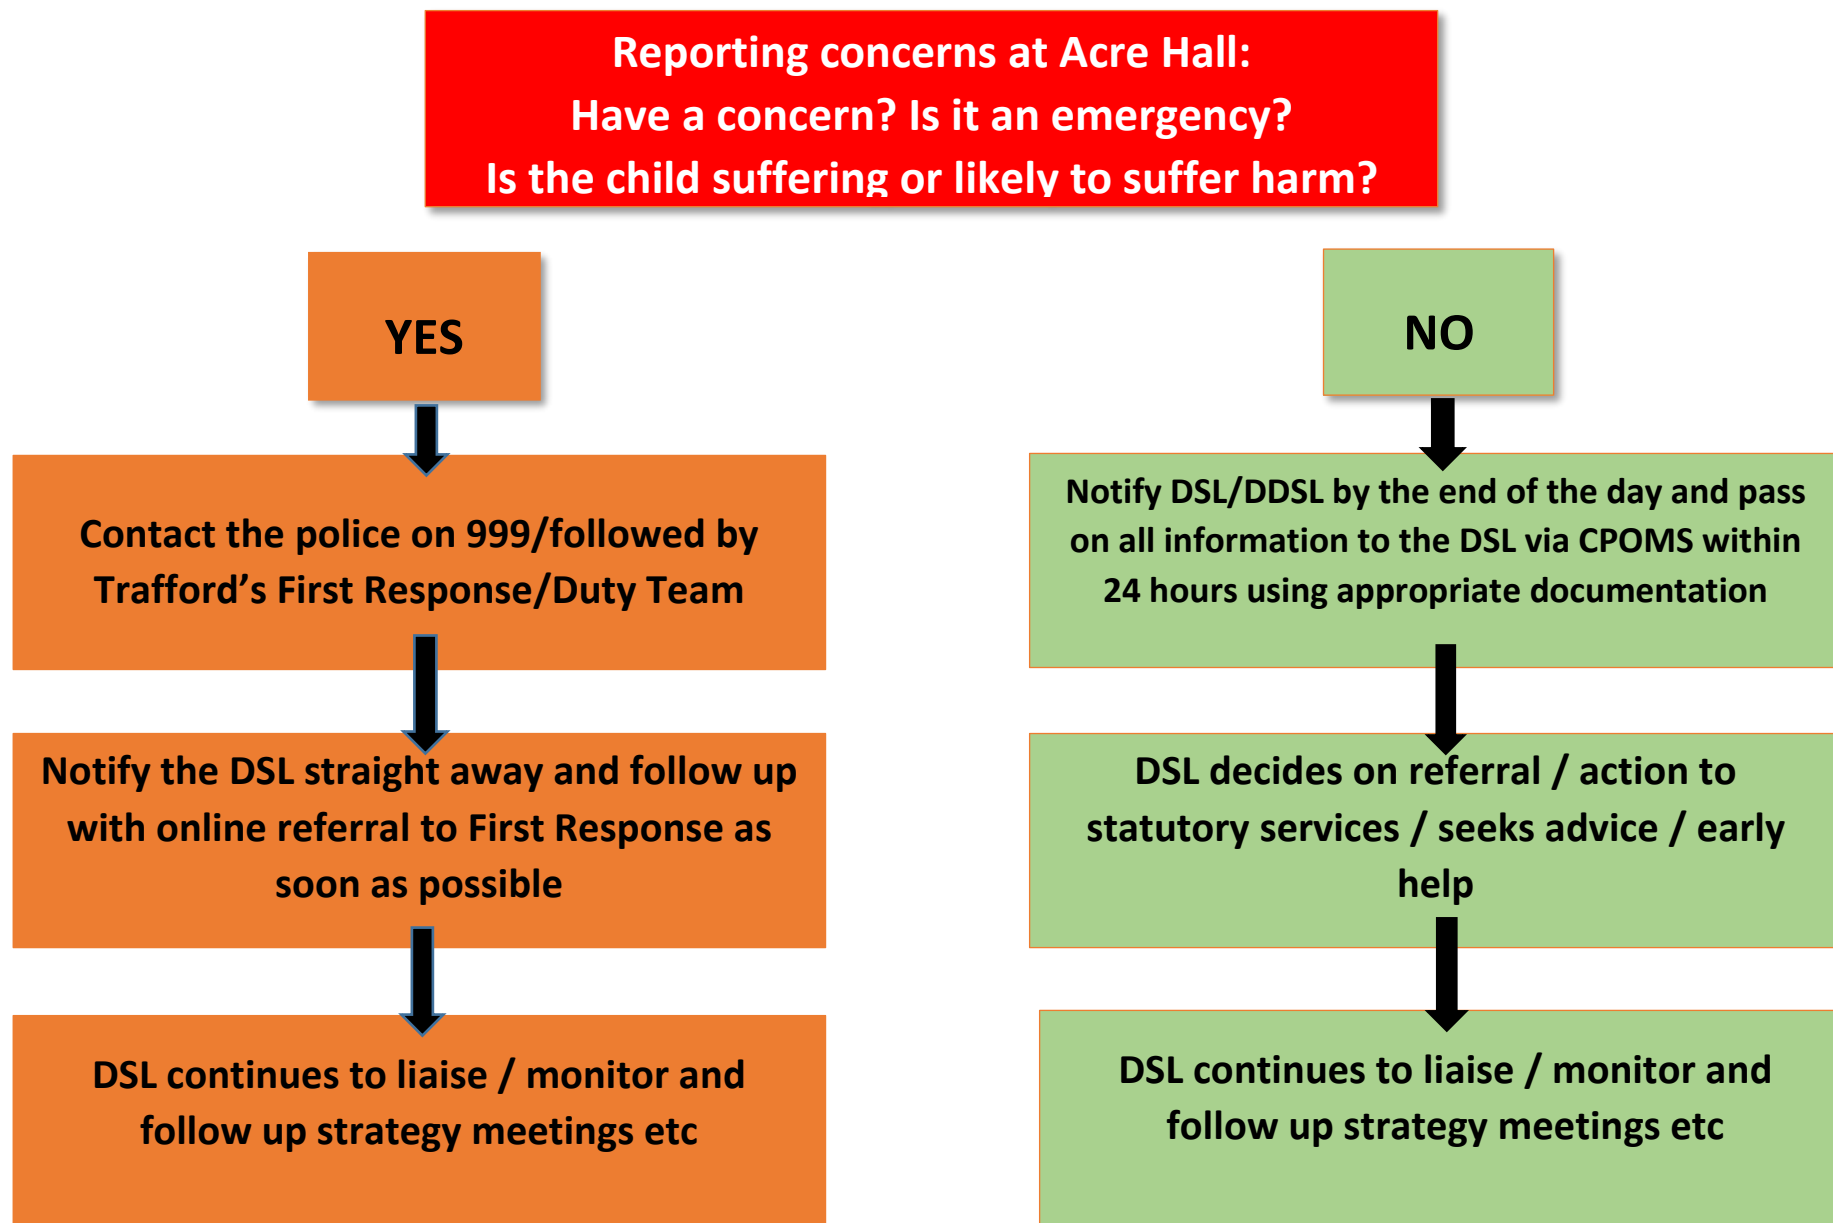 Reporting concerns at Acre Hall:
Have a concern? Is it an emergency?
Is the child suffering or likely to suffer harm?
YES
Contact the police on 999/followed by
Trafford’s First Response/Duty Team
Notify the DSL straight away and follow up
with online referral to First Response as
soon as possible
DSL continues to liaise / monitor and
follow up strategy meetings etc
NO
Notify DSL/DDSL by the end of the day and pass
on all information to the DSL via CPOMS within
24 hours using appropriate documentation
DSL decides on referral / action to
statutory services / seeks advice / early
help
DSL continues to liaise / monitor and
follow up strategy meetings etc